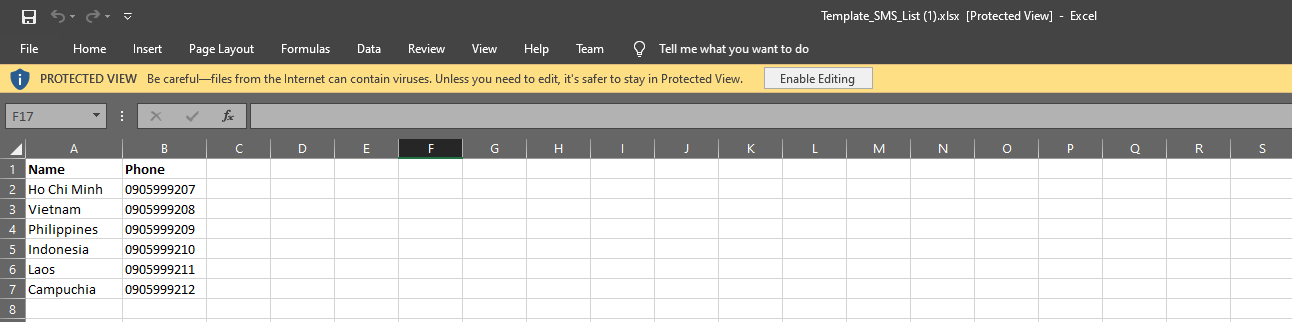 Template_SMS_List (1).xlsx [Protected View] - Excel
File Home Insert Page Layout Formulas Data Review View Help Team Tell me what you want to do
PROTECTED VIEW Be careful—files from the Internet can contain viruses. Unless you need to edit, it's safer to stay in Protected View. Enable Editing
F17 fx
A B C D E F G H I J K L M N O P Q R S
1 Name Phone
2 Ho Chi Minh 0905999207
3 Vietnam 0905999208
4 Philippines 0905999209
5 Indonesia 0905999210
6 Laos 0905999211
7 Campuchia 0905999212
8